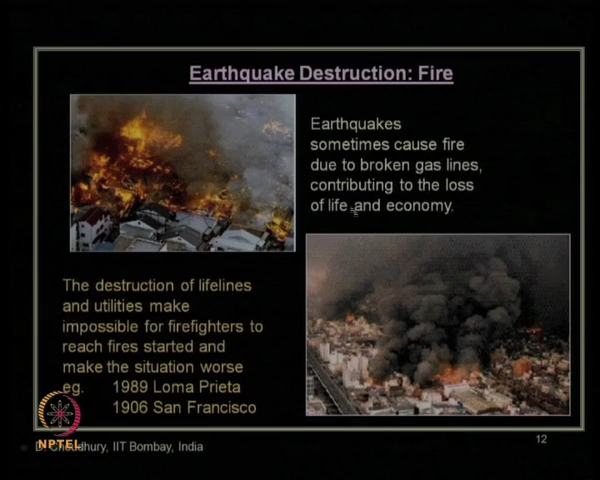 Earthquake Destruction: Fire
Earthquakes
sometimes cause fire
due to broken gas lines,
contributing to the loss
of life and economy.
The destruction of lifelines
and utilities make
impossible for firefighters to
reach fires started and
make the situation worse
eg. 1989 Loma Prieta
1906 San Francisco
NPTEL
D. Choudhury, IIT Bombay, India
12